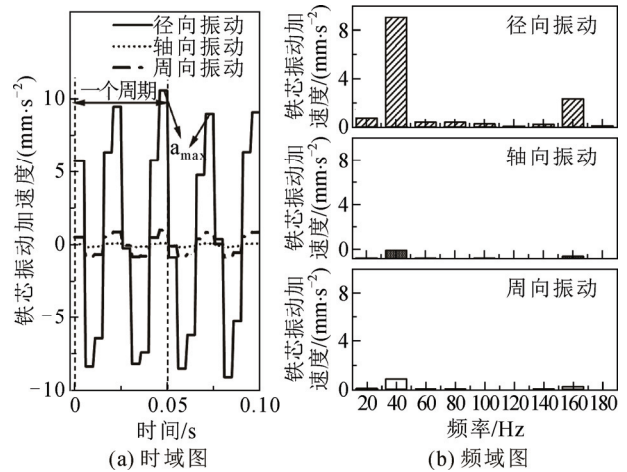 径向振动
轴向振动
周向振动
一个周期
a_max
10
5
0
−5
−10
铁芯振动加速度/(mm·s⁻²)
0
0.05
0.10
时间/s
(a) 时域图
径向振动
8
4
0
铁芯振动加
速度/(mm·s⁻²)
轴向振动
8
4
0
铁芯振动加
速度/(mm·s⁻²)
周向振动
8
4
0
铁芯振动加
速度/(mm·s⁻²)
20 40 60 80 100 120 140 160 180
频率/Hz
(b) 频域图